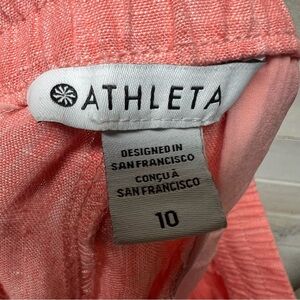 ATHLETA
DESIGNED IN
SAN FRANCISCO
CONÇU À
SAN FRANCISCO
10